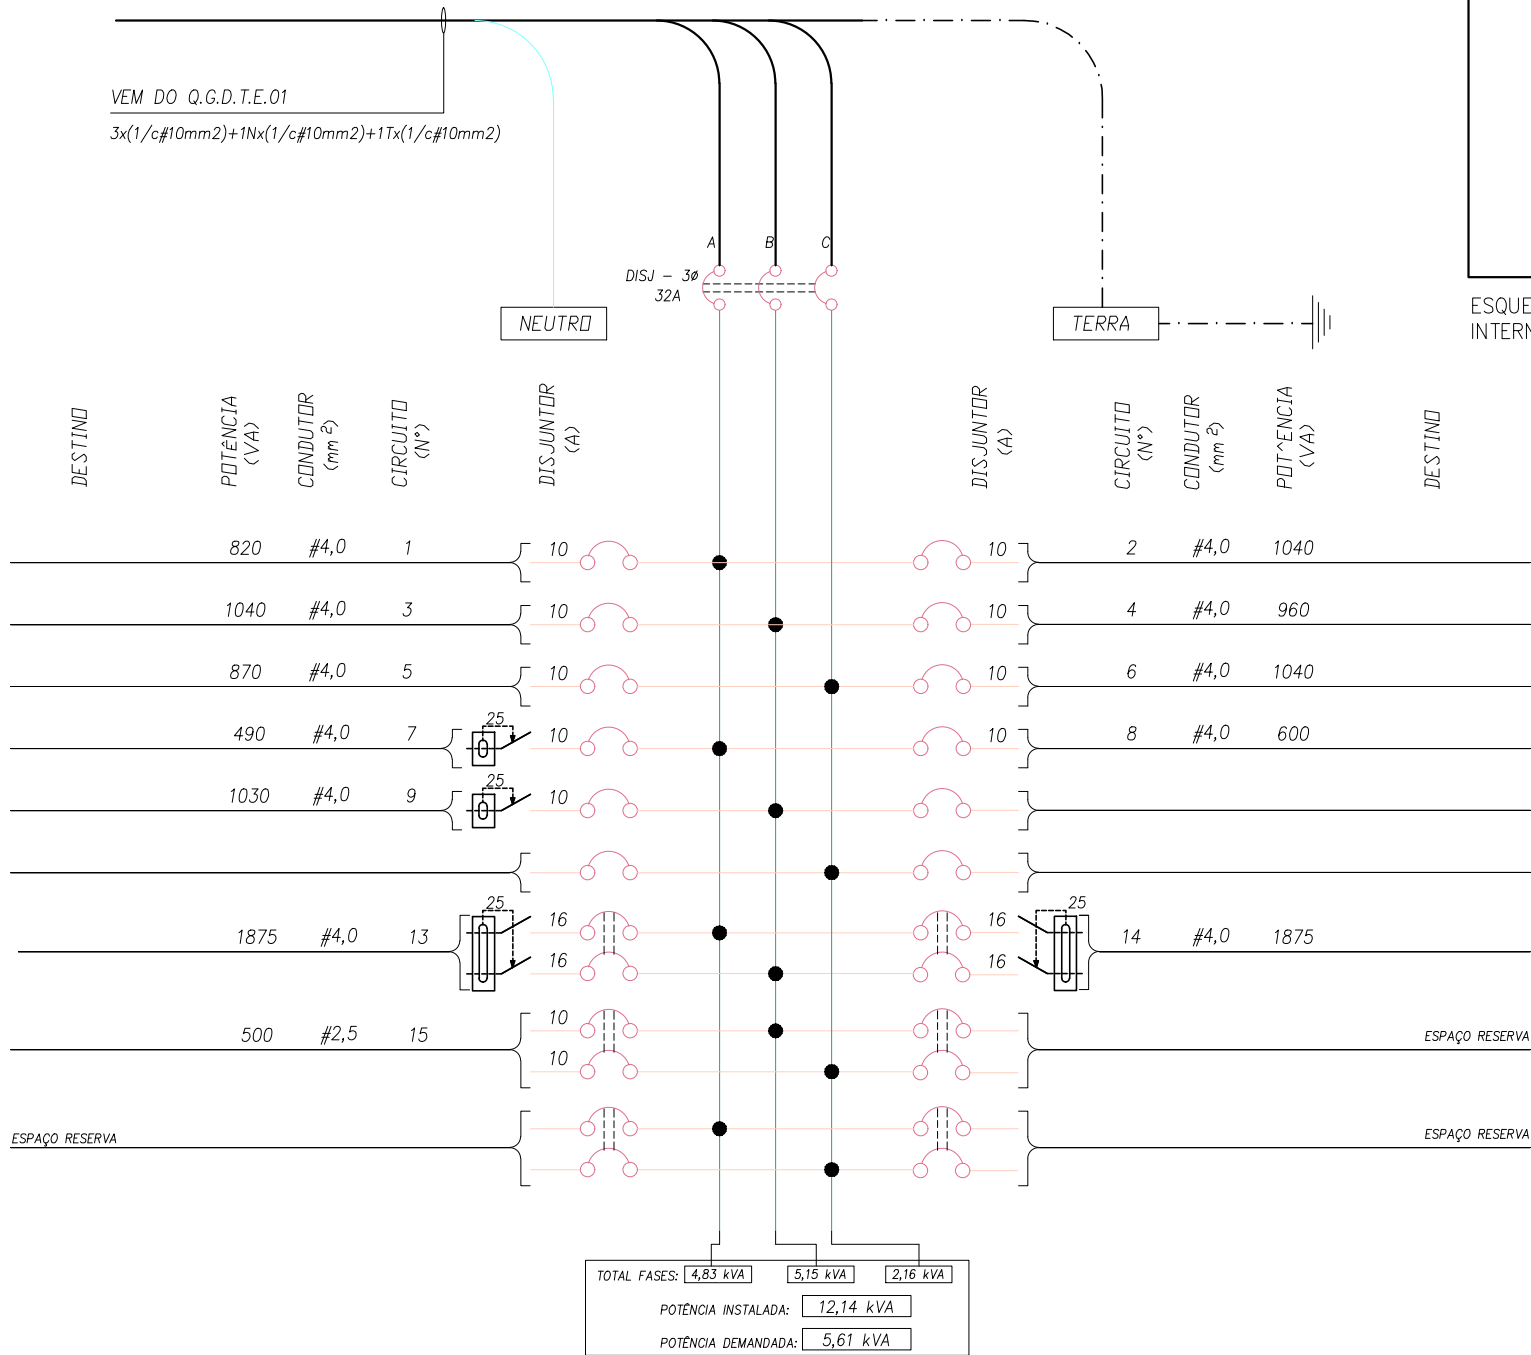 VEM DO Q.G.D.T.E.01
3x(1/c#10mm2)+1Nx(1/c#10mm2)+1Tx(1/c#10mm2)
A B C
DISJ - 3ø
32A
NEUTRO
TERRA
ESQUE
INTERN
DESTINO
POTÊNCIA
(VA)
CONDUTOR
(mm²)
CIRCUITO
(N°)
DISJUNTOR
(A)
DISJUNTOR
(A)
CIRCUITO
(N°)
CONDUTOR
(mm²)
POT^ENCIA
(VA)
DESTINO
820 #4,0 1 10 10 2 #4,0 1040
1040 #4,0 3 10 10 4 #4,0 960
870 #4,0 5 10 10 6 #4,0 1040
490 #4,0 7 25 10 10 8 #4,0 600
1030 #4,0 9 25 10
25 16 16 25
1875 #4,0 13 14 #4,0 1875
16 16
10
500 #2,5 15 ESPAÇO RESERVA
10
ESPAÇO RESERVA ESPAÇO RESERVA
TOTAL FASES: 4,83 kVA 5,15 kVA 2,16 kVA
POTÊNCIA INSTALADA: 12,14 kVA
POTÊNCIA DEMANDADA: 5,61 kVA